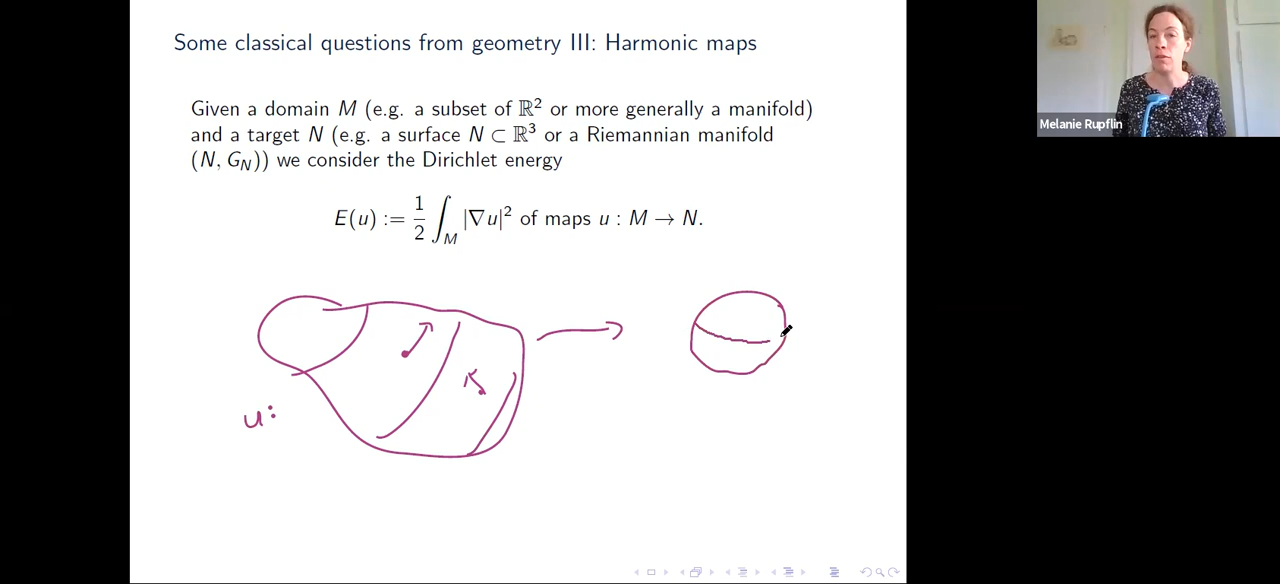 Some classical questions from geometry III: Harmonic maps
Given a domain M (e.g. a subset of ℝ² or more generally a manifold)
and a target N (e.g. a surface N ⊂ ℝ³ or a Riemannian manifold
(N, G_N)) we consider the Dirichlet energy
E(u) := 1/2 ∫_M |∇u|² of maps u : M → N.
u:
Melanie Rupflin